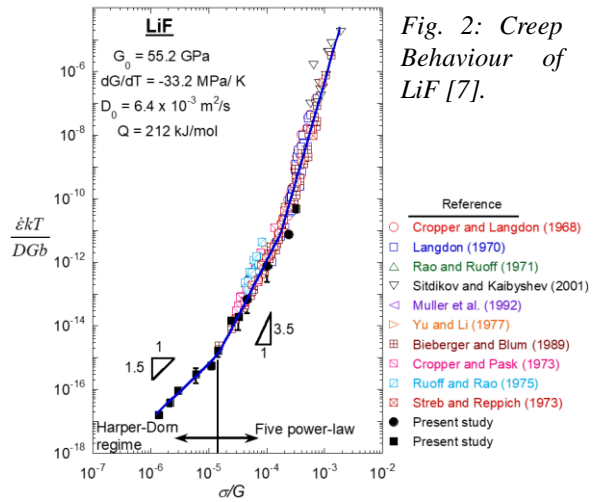 LiF
G₀ = 55.2 GPa
dG/dT = -33.2 MPa/ K
D₀ = 6.4 x 10⁻³ m²/s
Q = 212 kJ/mol
Fig. 2: Creep
Behaviour of
LiF [7].
10⁻⁶
10⁻⁸
10⁻¹⁰
10⁻¹²
10⁻¹⁴
10⁻¹⁶
10⁻¹⁸
ε̇kT
DGb
1
1.5
3.5
1
Harper-Dorn
regime
Five power-law
10⁻⁷ 10⁻⁶ 10⁻⁵ 10⁻⁴ 10⁻³ 10⁻²
σ/G
Reference
Cropper and Langdon (1968)
Langdon (1970)
Rao and Ruoff (1971)
Sitdikov and Kaibyshev (2001)
Muller et al. (1992)
Yu and Li (1977)
Bieberger and Blum (1989)
Cropper and Pask (1973)
Ruoff and Rao (1975)
Streb and Reppich (1973)
Present study
Present study